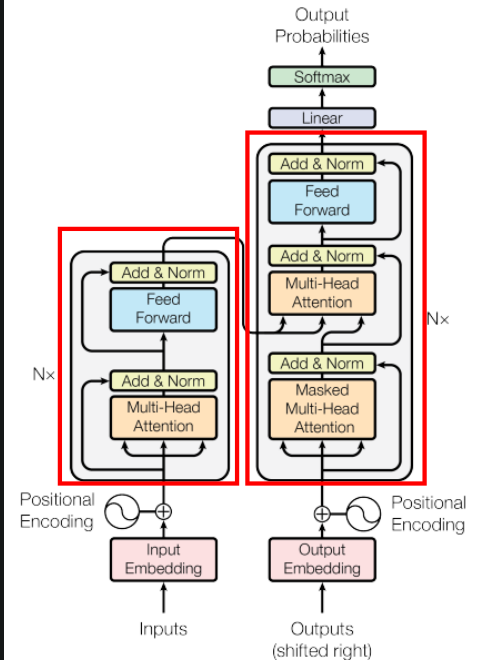 Output
Probabilities
Softmax
Linear
Add & Norm
Feed
Forward
Add & Norm
Multi-Head
Attention
Add & Norm
Masked
Multi-Head
Attention
Nx
Add & Norm
Feed
Forward
Add & Norm
Multi-Head
Attention
Nx
Positional
Encoding
Positional
Encoding
Input
Embedding
Output
Embedding
Inputs
Outputs
(shifted right)